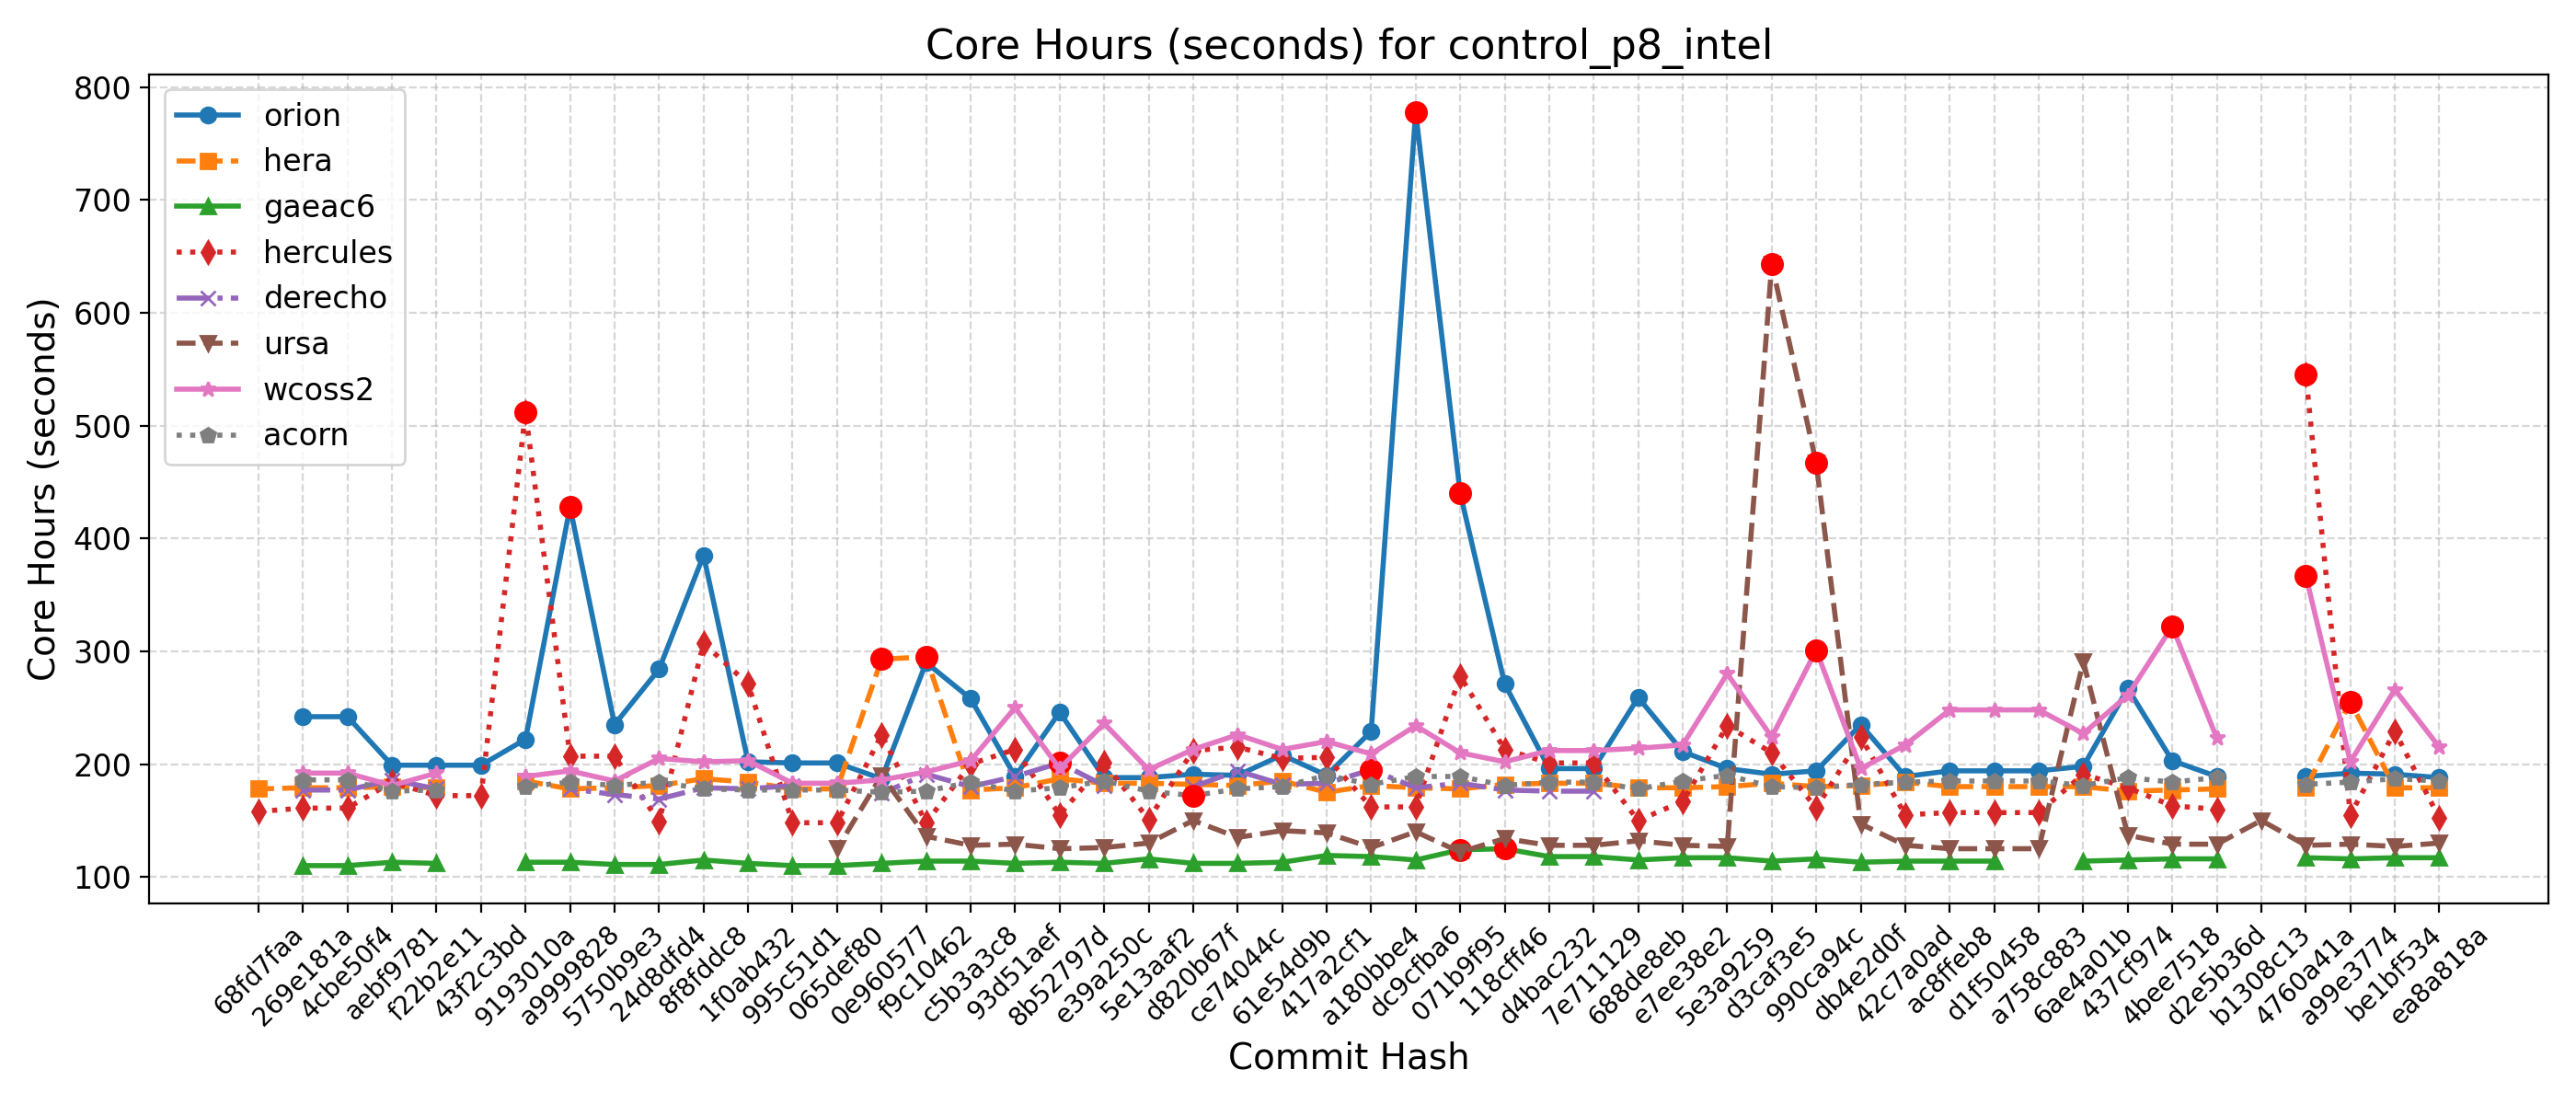 Core Hours (seconds) for control_p8_intel
Core Hours (seconds)
800
700
600
500
400
300
200
100
orion
hera
gaeac6
hercules
derecho
ursa
wcoss2
acorn
68fd7faa
269e181a
4cbe50f4
aebf9781
f22b2e11
43f2c3bd
9193010a
a9999828
5750b9e3
24d8dfd4
8f8fddc8
1f0ab432
995c51d1
065def80
0e960577
f9c10462
c5b3a3c8
93d51aef
8b52797d
e39a250c
5e13aaf2
d820b67f
ce74044c
61e54d9b
417a2cf1
a180bbe4
dc9cfba6
071b9f95
118cff46
d4bac232
7e711129
688de8eb
e7ee38e2
5e3a9259
d3caf3e5
990ca94c
db4e2d0f
42c7a0ad
ac8ffeb8
d1f50458
a758c883
6ae4a01b
437cf974
4bee7518
d2e5b36d
b1308c13
4760a41a
a99e3774
be1bf534
ea8a818a
Commit Hash